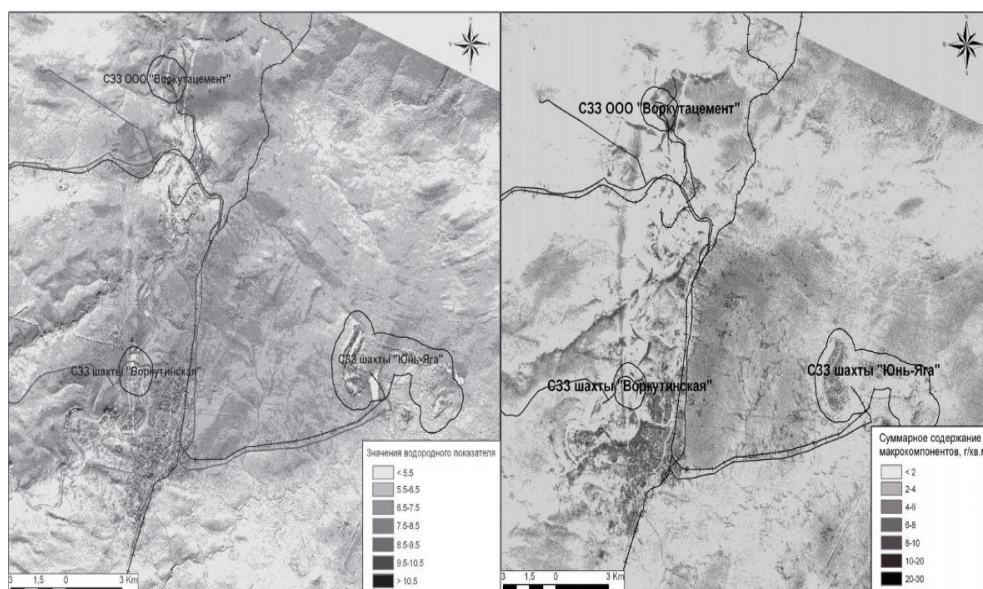 СЗЗ ООО "Воркутацемент"
СЗЗ шахты "Воркутинская"
СЗЗ шахты "Юнь-Яга"
Значения водородного показателя
< 5.5
5.5-6.5
6.5-7.5
7.5-8.5
8.5-9.5
9.5-10.5
> 10.5
3 1,5 0 3 Km
СЗЗ ООО "Воркутацемент"
СЗЗ шахты "Воркутинская"
СЗЗ шахты "Юнь-Яга"
Суммарное содержание
макрокомпонентов, г/кв.м
< 2
2-4
4-6
6-8
8-10
10-20
20-30
3 1,5 0 3 Km